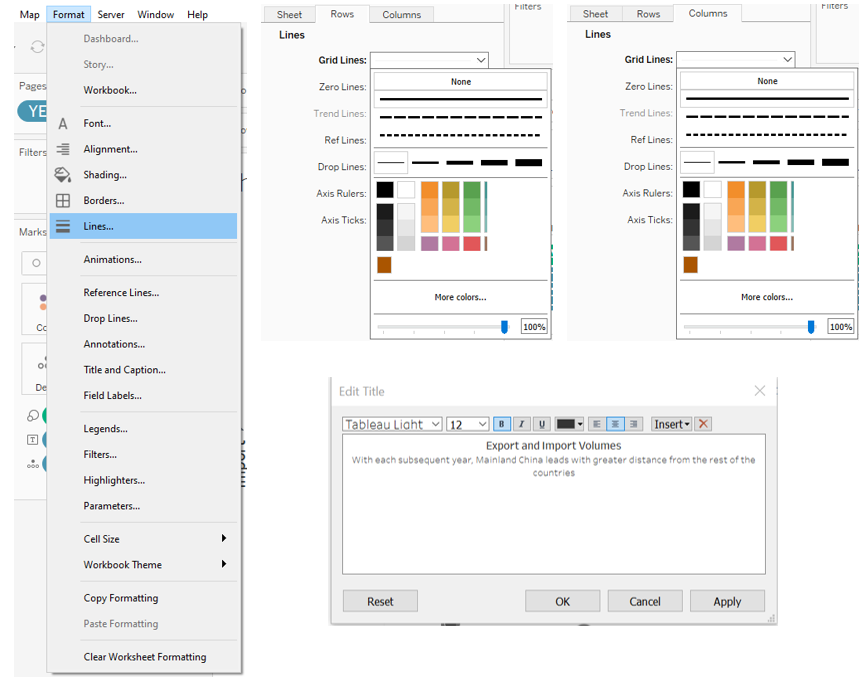 Map Format Server Window Help
Dashboard...
Story...
Workbook...
Font...
Alignment...
Shading...
Borders...
Lines...
Animations...
Reference Lines...
Drop Lines...
Annotations...
Title and Caption...
Field Labels...
Legends...
Filters...
Highlighters...
Parameters...
Cell Size
Workbook Theme
Copy Formatting
Paste Formatting
Clear Worksheet Formatting
Pages
YE
Filters
Marks
Co
De
T
Sheet Rows Columns
Filters
Lines
Grid Lines:
None
Zero Lines:
Trend Lines:
Ref Lines:
Drop Lines:
Axis Rulers:
Axis Ticks:
More colors...
100%
Sheet Rows Columns
Filters
Lines
Grid Lines:
None
Zero Lines:
Trend Lines:
Ref Lines:
Drop Lines:
Axis Rulers:
Axis Ticks:
More colors...
100%
Edit Title
Tableau Light 12 B I U Insert
Export and Import Volumes
With each subsequent year, Mainland China leads with greater distance from the rest of the
countries
Reset OK Cancel Apply